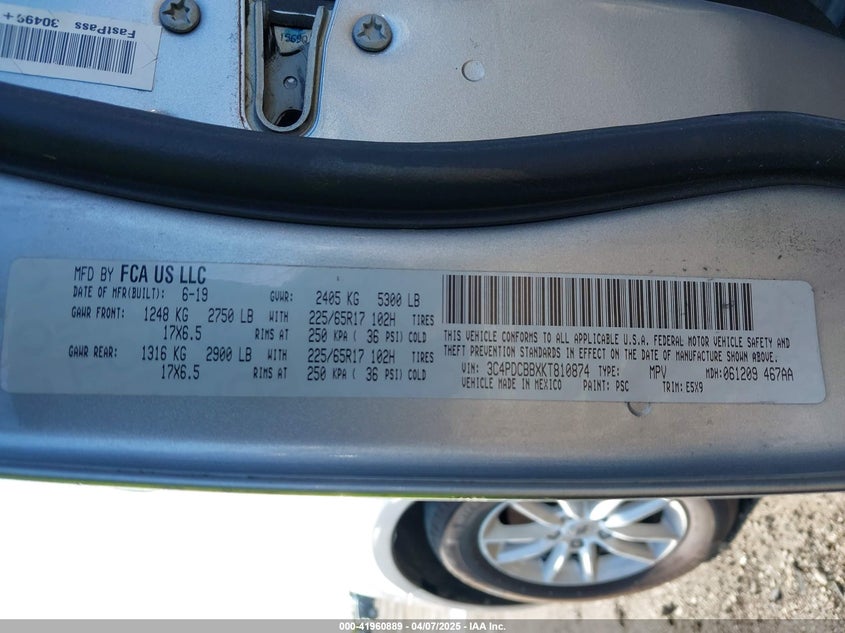 FastPass 3049
15690
MFD BY FCA US LLC
DATE OF MFR(BUILT): 6-19 GVWR: 2405 KG 5300 LB
GAWR FRONT: 1248 KG 2750 LB WITH 225/65R17 102H TIRES
17X6.5 RIMS AT 250 KPA ( 36 PSI) COLD
GAWR REAR: 1316 KG 2900 LB WITH 225/65R17 102H TIRES
17X6.5 RIMS AT 250 KPA ( 36 PSI) COLD
THIS VEHICLE CONFORMS TO ALL APPLICABLE U.S.A. FEDERAL MOTOR VEHICLE SAFETY AND
THEFT PREVENTION STANDARDS IN EFFECT ON THE DATE OF MANUFACTURE SHOWN ABOVE.
VIN: 3C4PDCBBXKT810874 TYPE: MPV MDH:061209 467AA
VEHICLE MADE IN MEXICO PAINT: PSC TRIM:E5X9
000-41960889 - 04/07/2025 - IAA Inc.